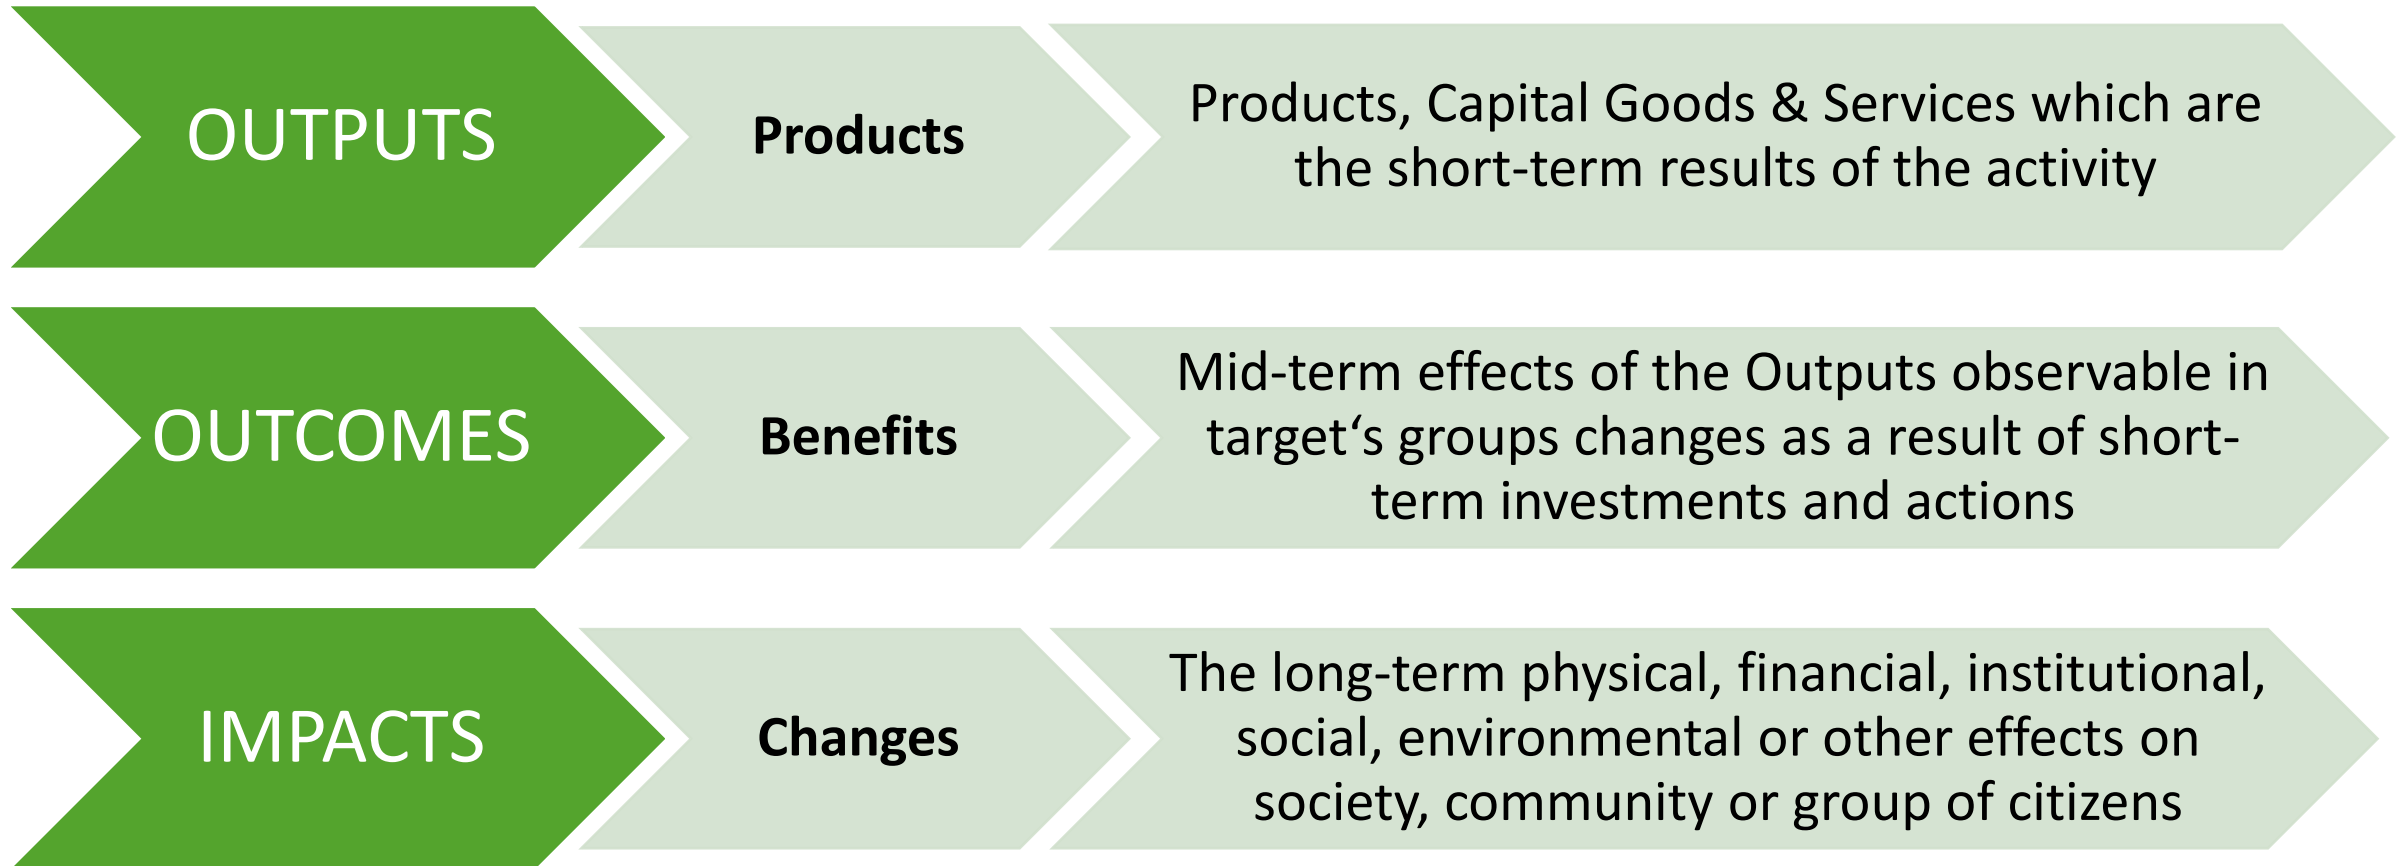 OUTPUTS
Products
Products, Capital Goods & Services which are
the short-term results of the activity
OUTCOMES
Benefits
Mid-term effects of the Outputs observable in
target‘s groups changes as a result of short-
term investments and actions
IMPACTS
Changes
The long-term physical, financial, institutional,
social, environmental or other effects on
society, community or group of citizens